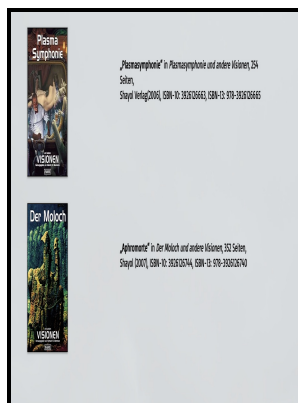 Plasma
Symphonie
VISIONEN
„Plasmasymphonie" in Plasmasymphonie und andere Visionen, 254
Seiten,
Shayol Verlag(2006), ISBN-10: 3926126663, ISBN-13: 978-3926126665
Der Moloch
VISIONEN
„Aphromorte" in Der Moloch und andere Visionen, 352 Seiten,
Shayol (2007), ISBN-10: 3926126744, ISBN-13: 978-3926126740